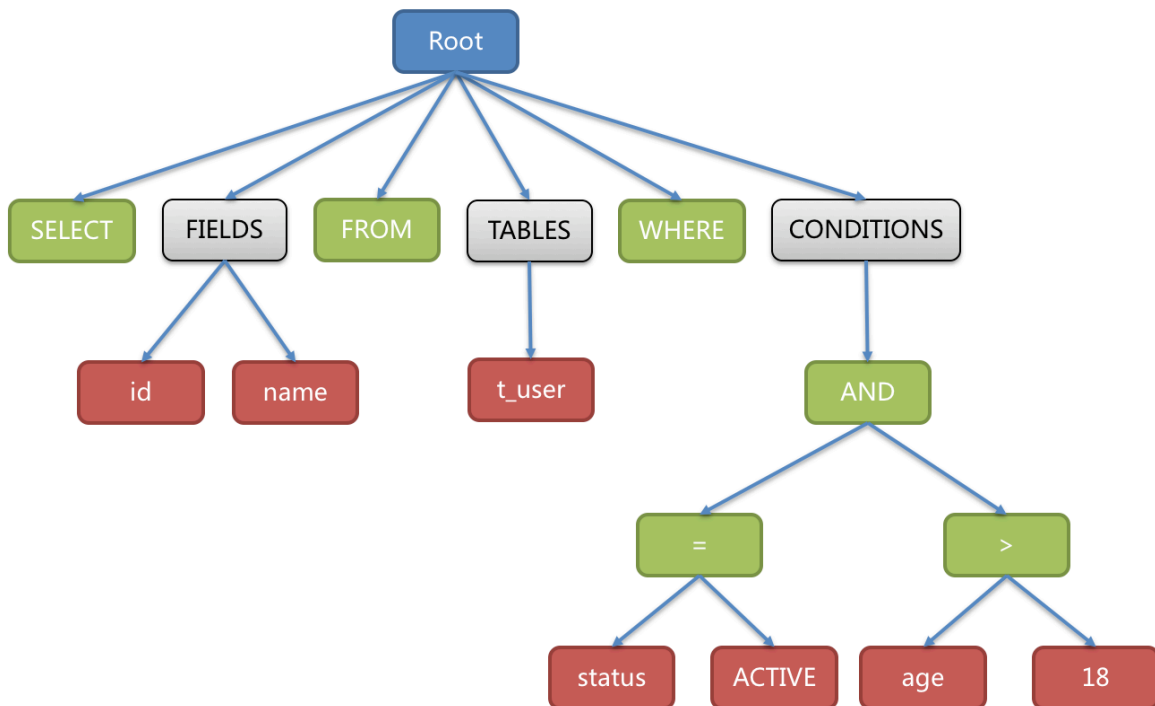 Root
SELECT
FIELDS
FROM
TABLES
WHERE
CONDITIONS
id
name
t_user
AND
=
>
status
ACTIVE
age
18